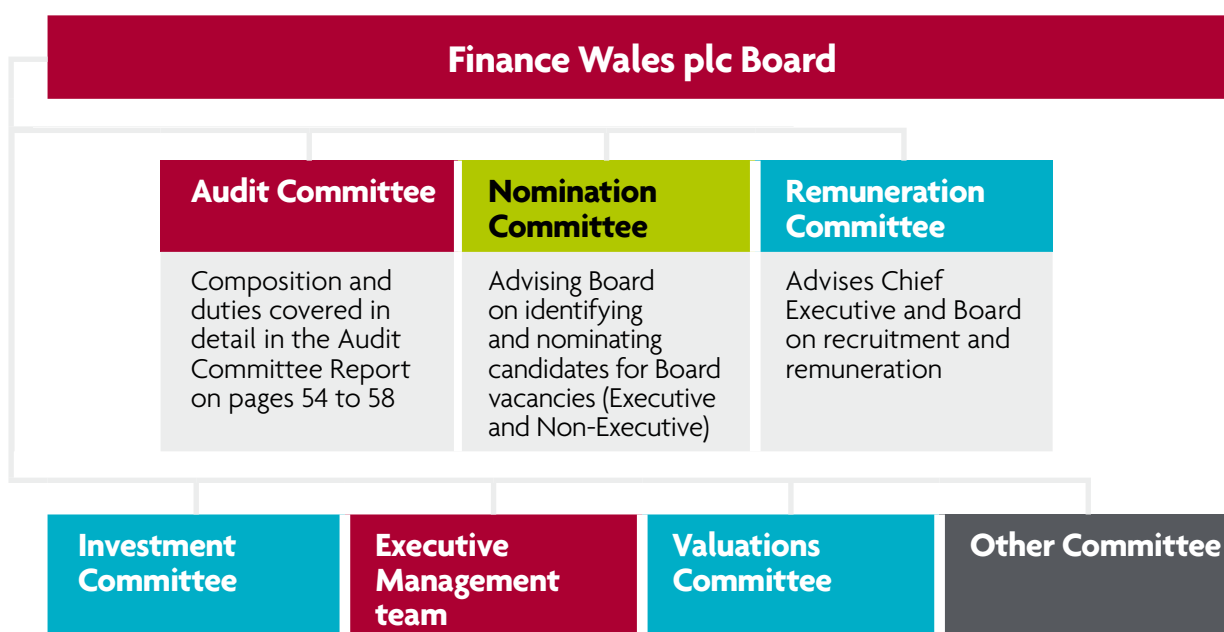 Finance Wales plc Board
Audit Committee
Nomination
Committee
Remuneration
Committee
Composition and
duties covered in
detail in the Audit
Committee Report
on pages 54 to 58
Advising Board
on identifying
and nominating
candidates for Board
vacancies (Executive
and Non-Executive)
Advises Chief
Executive and Board
on recruitment and
remuneration
Investment
Committee
Executive
Management
team
Valuations
Committee
Other Committee